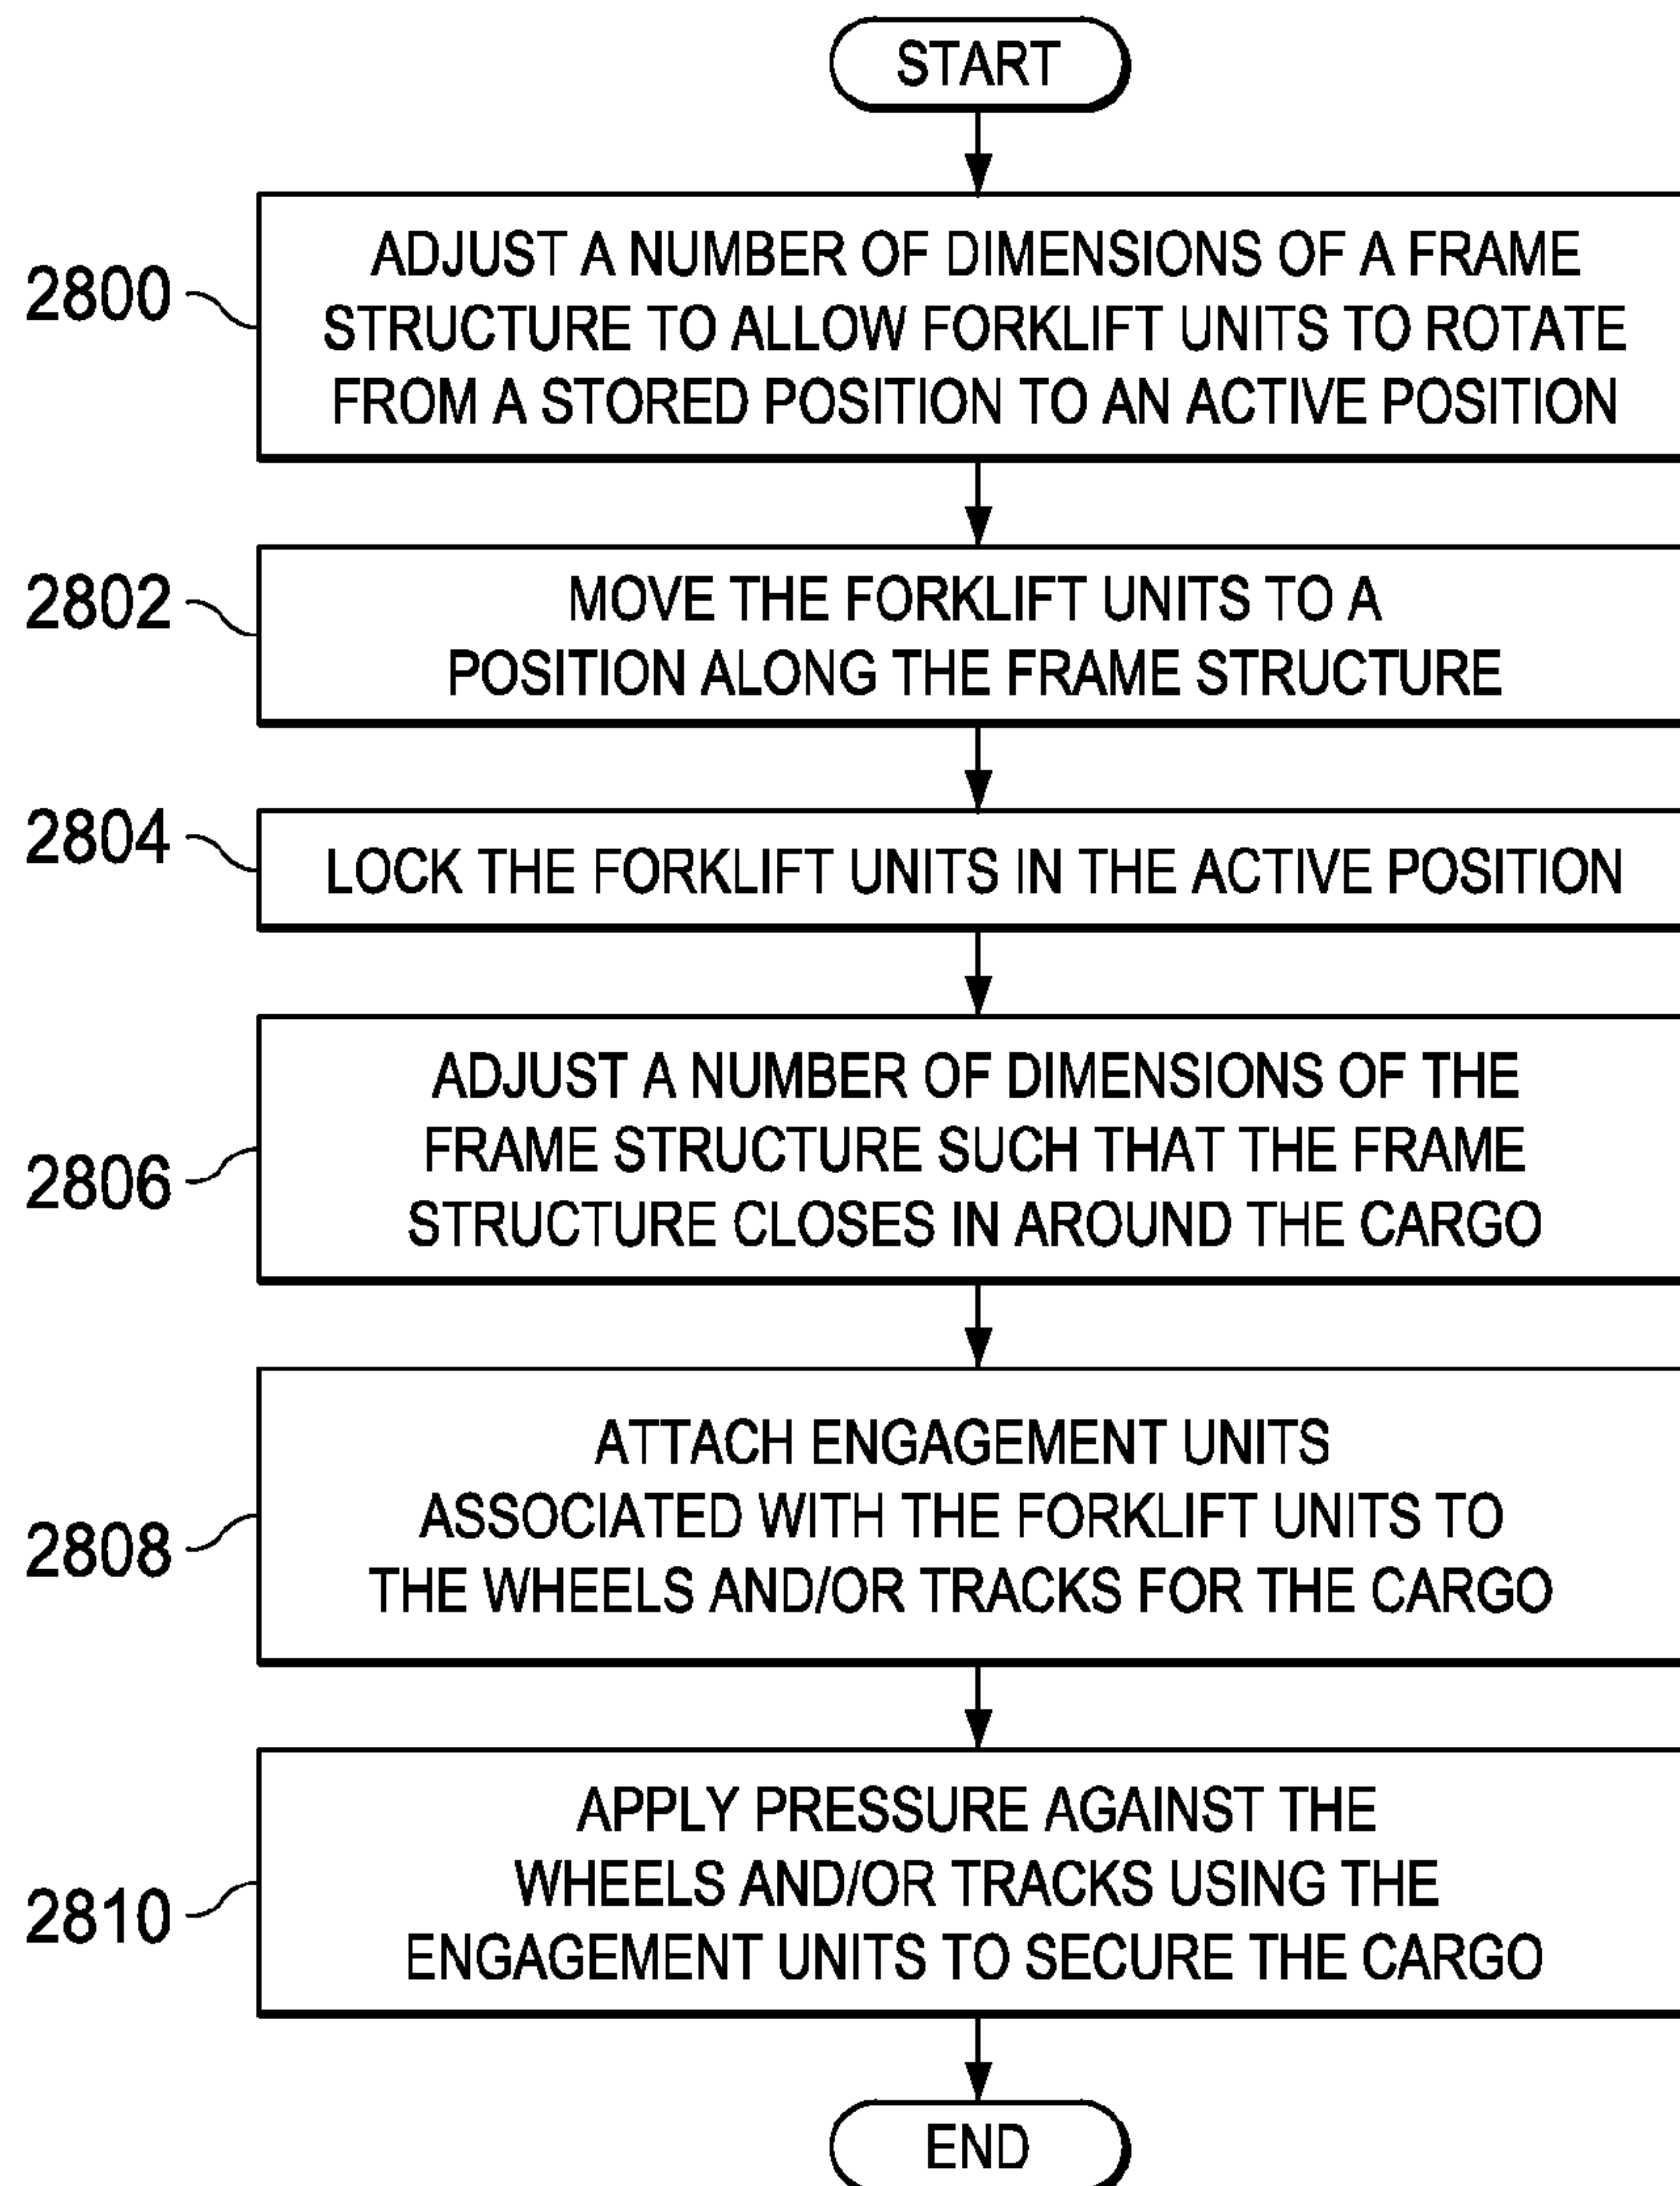 START
2800
ADJUST A NUMBER OF DIMENSIONS OF A FRAME
STRUCTURE TO ALLOW FORKLIFT UNITS TO ROTATE
FROM A STORED POSITION TO AN ACTIVE POSITION
2802
MOVE THE FORKLIFT UNITS TO A
POSITION ALONG THE FRAME STRUCTURE
2804
LOCK THE FORKLIFT UNITS IN THE ACTIVE POSITION
2806
ADJUST A NUMBER OF DIMENSIONS OF THE
FRAME STRUCTURE SUCH THAT THE FRAME
STRUCTURE CLOSES IN AROUND THE CARGO
2808
ATTACH ENGAGEMENT UNITS
ASSOCIATED WITH THE FORKLIFT UNITS TO
THE WHEELS AND/OR TRACKS FOR THE CARGO
2810
APPLY PRESSURE AGAINST THE
WHEELS AND/OR TRACKS USING THE
ENGAGEMENT UNITS TO SECURE THE CARGO
END